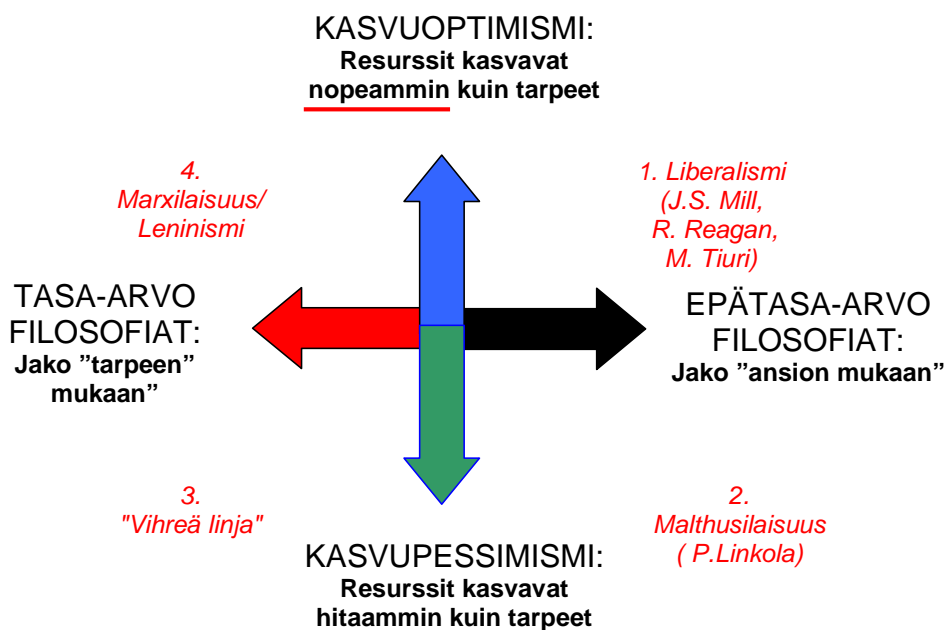 KASVUOPTIMISMI:
Resurssit kasvavat
nopeammin kuin tarpeet
4.
Marxilaisuus/
Leninismi
1. Liberalismi
(J.S. Mill,
R. Reagan,
M. Tiuri)
TASA-ARVO
FILOSOFIAT:
Jako "tarpeen"
mukaan”
EPÄTASA-ARVO
FILOSOFIAT:
Jako ”ansion mukaan”
3.
"Vihreä linja"
2.
Malthusilaisuus
( P.Linkola)
KASVUPESSIMISMI:
Resurssit kasvavat
hitaammin kuin tarpeet